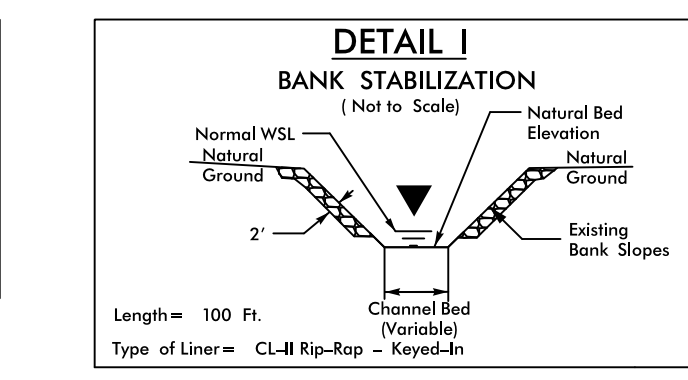 DETAIL I
BANK STABILIZATION
( Not to Scale)
Normal WSL
Natural Bed
Elevation
Natural
Ground
Natural
Ground
2'
Existing
Bank Slopes
Channel Bed
(Variable)
Length= 100 Ft.
Type of Liner= CL-II Rip-Rap - Keyed-In